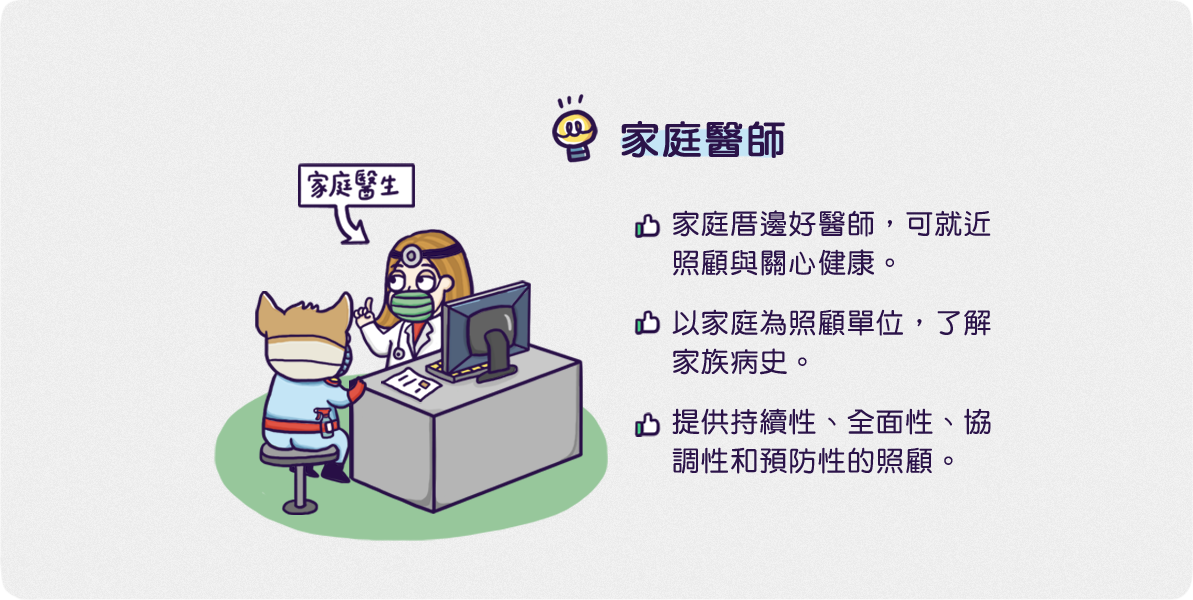 家庭醫師
家庭醫生
家庭厝邊好醫師，可就近
照顧與關心健康。
以家庭為照顧單位，了解
家族病史。
提供持續性、全面性、協
調性和預防性的照顧。